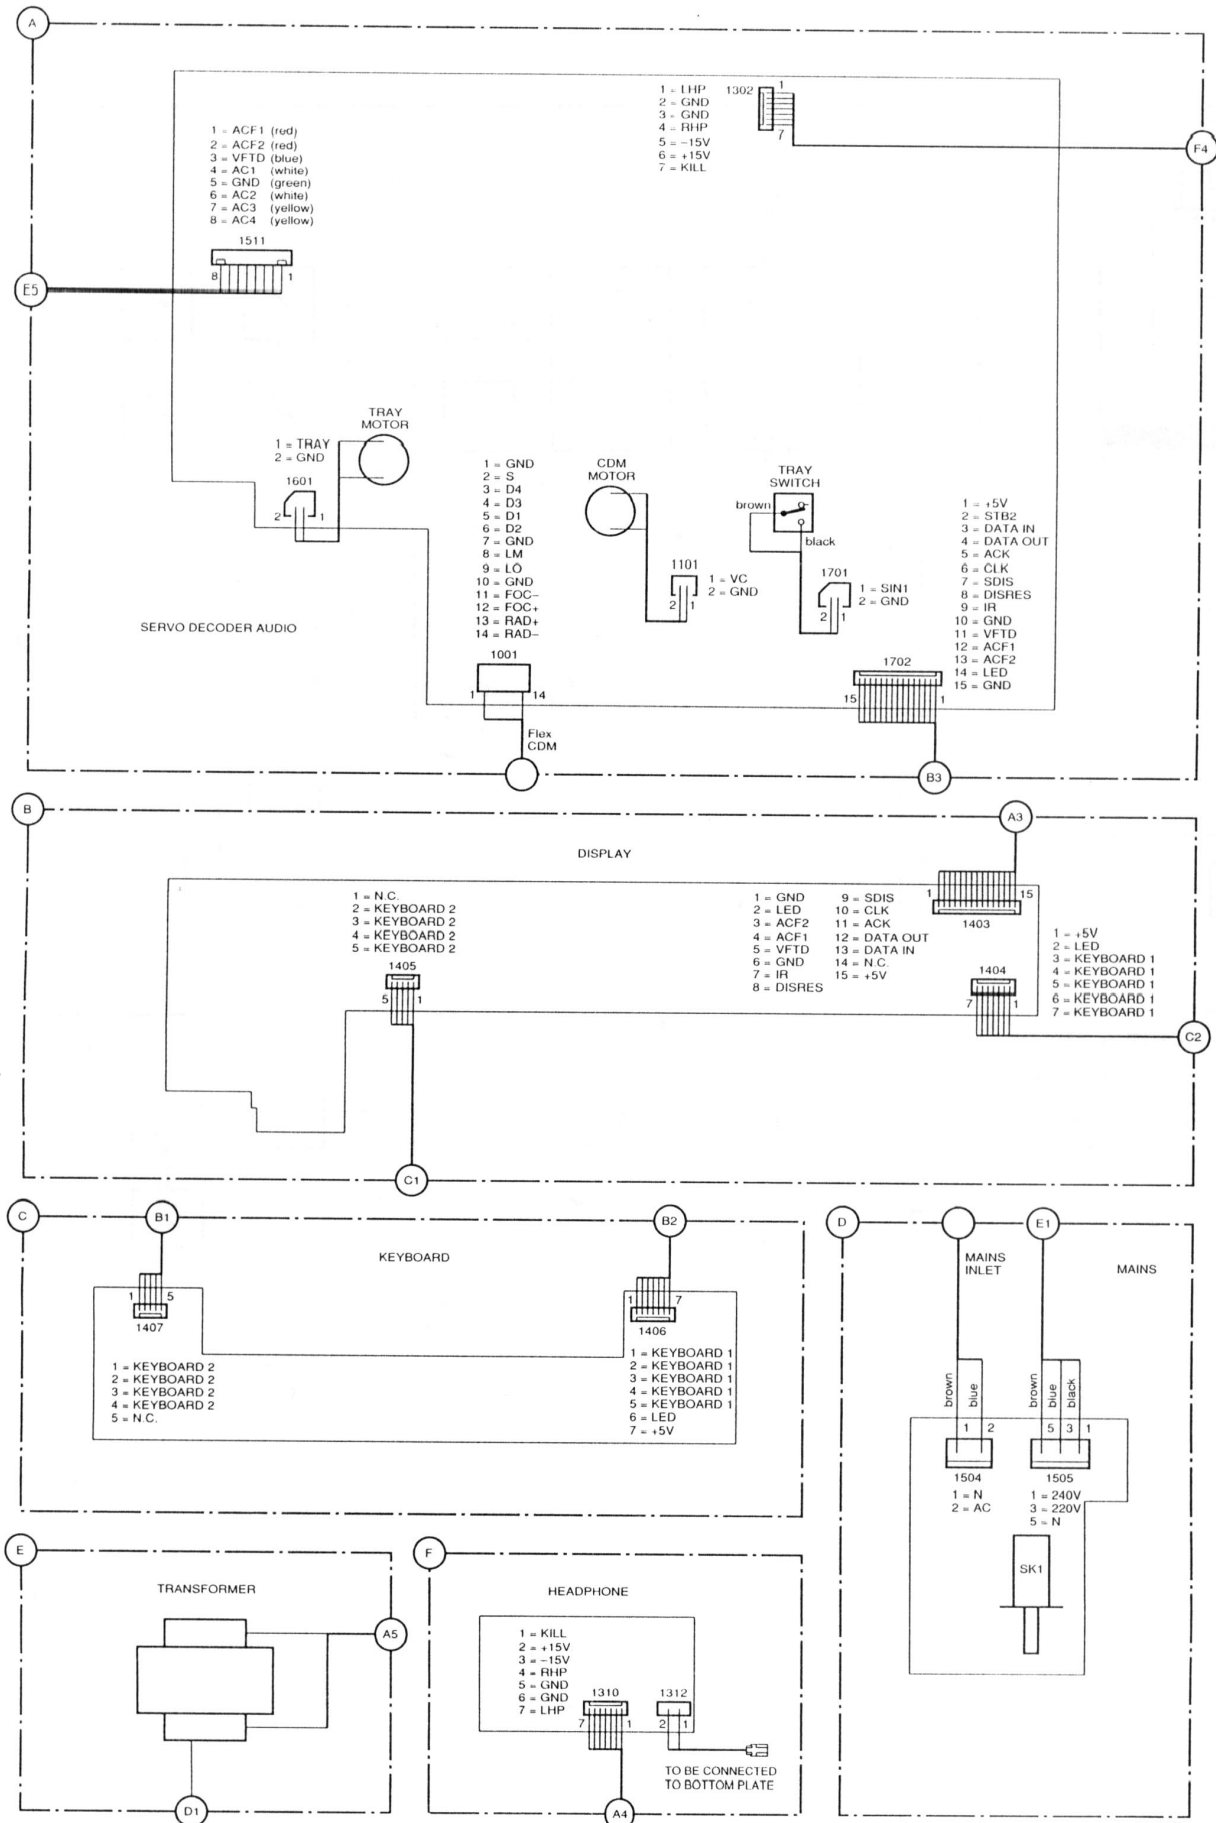 A
1 = ACF1 (red)
2 = ACF2 (red)
3 = VFTD (blue)
4 = AC1 (white)
5 = GND (green)
6 = AC2 (white)
7 = AC3 (yellow)
8 = AC4 (yellow)
1511
8 1
E5
1 = LHP
2 = GND
3 = GND
4 = RHP
5 = -15V
6 = +15V
7 = KILL
1302
1
7
F4
TRAY
MOTOR
1 = TRAY
2 = GND
1601
2 1
SERVO DECODER AUDIO
1 = GND
2 = S
3 = D4
4 = D3
5 = D1
6 = D2
7 = GND
8 = LM
9 = LO
10 = GND
11 = FOC-
12 = FOC+
13 = RAD+
14 = RAD-
1001
1 14
Flex
CDM
CDM
MOTOR
1101
2 1
1 = VC
2 = GND
TRAY
SWITCH
brown
black
1701
2 1
1 = SIN1
2 = GND
1 = +5V
2 = STB2
3 = DATA IN
4 = DATA OUT
5 = ACK
6 = CLK
7 = SDIS
8 = DISRES
9 = IR
10 = GND
11 = VFTD
12 = ACF1
13 = ACF2
14 = LED
15 = GND
1702
15 1
B3
B
A3
DISPLAY
1 = N.C.
2 = KEYBOARD 2
3 = KEYBOARD 2
4 = KEYBOARD 2
5 = KEYBOARD 2
1405
5 1
1 = GND
2 = LED
3 = ACF2
4 = ACF1
5 = VFTD
6 = GND
7 = IR
8 = DISRES
9 = SDIS
10 = CLK
11 = ACK
12 = DATA OUT
13 = DATA IN
14 = N.C.
15 = +5V
1 15
1403
1404
7 1
1 = +5V
2 = LED
3 = KEYBOARD 1
4 = KEYBOARD 1
5 = KEYBOARD 1
6 = KEYBOARD 1
7 = KEYBOARD 1
C2
C1
C
B1
B2
KEYBOARD
1 5
1407
1 = KEYBOARD 2
2 = KEYBOARD 2
3 = KEYBOARD 2
4 = KEYBOARD 2
5 = N.C.
1 7
1406
1 = KEYBOARD 1
2 = KEYBOARD 1
3 = KEYBOARD 1
4 = KEYBOARD 1
5 = KEYBOARD 1
6 = LED
7 = +5V
D
E1
MAINS
INLET
MAINS
brown
blue
brown
blue
black
1 2
5 3 1
1504
1505
1 = N
2 = AC
1 = 240V
3 = 220V
5 = N
SK1
E
TRANSFORMER
A5
D1
F
HEADPHONE
1 = KILL
2 = +15V
3 = -15V
4 = RHP
5 = GND
6 = GND
7 = LHP
1310
7 1
1312
2 1
TO BE CONNECTED
TO BOTTOM PLATE
A4